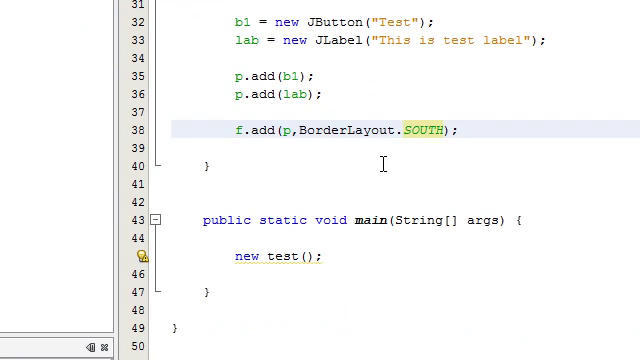 31
32 b1 = new JButton("Test");
33 lab = new JLabel("This is test label");
34
35 p.add(b1);
36 p.add(lab);
37
38 f.add(p,BorderLayout.SOUTH);
39
40 }
41
42
43 public static void main(String[] args) {
44
new test();
46
47 }
48
49 }
50